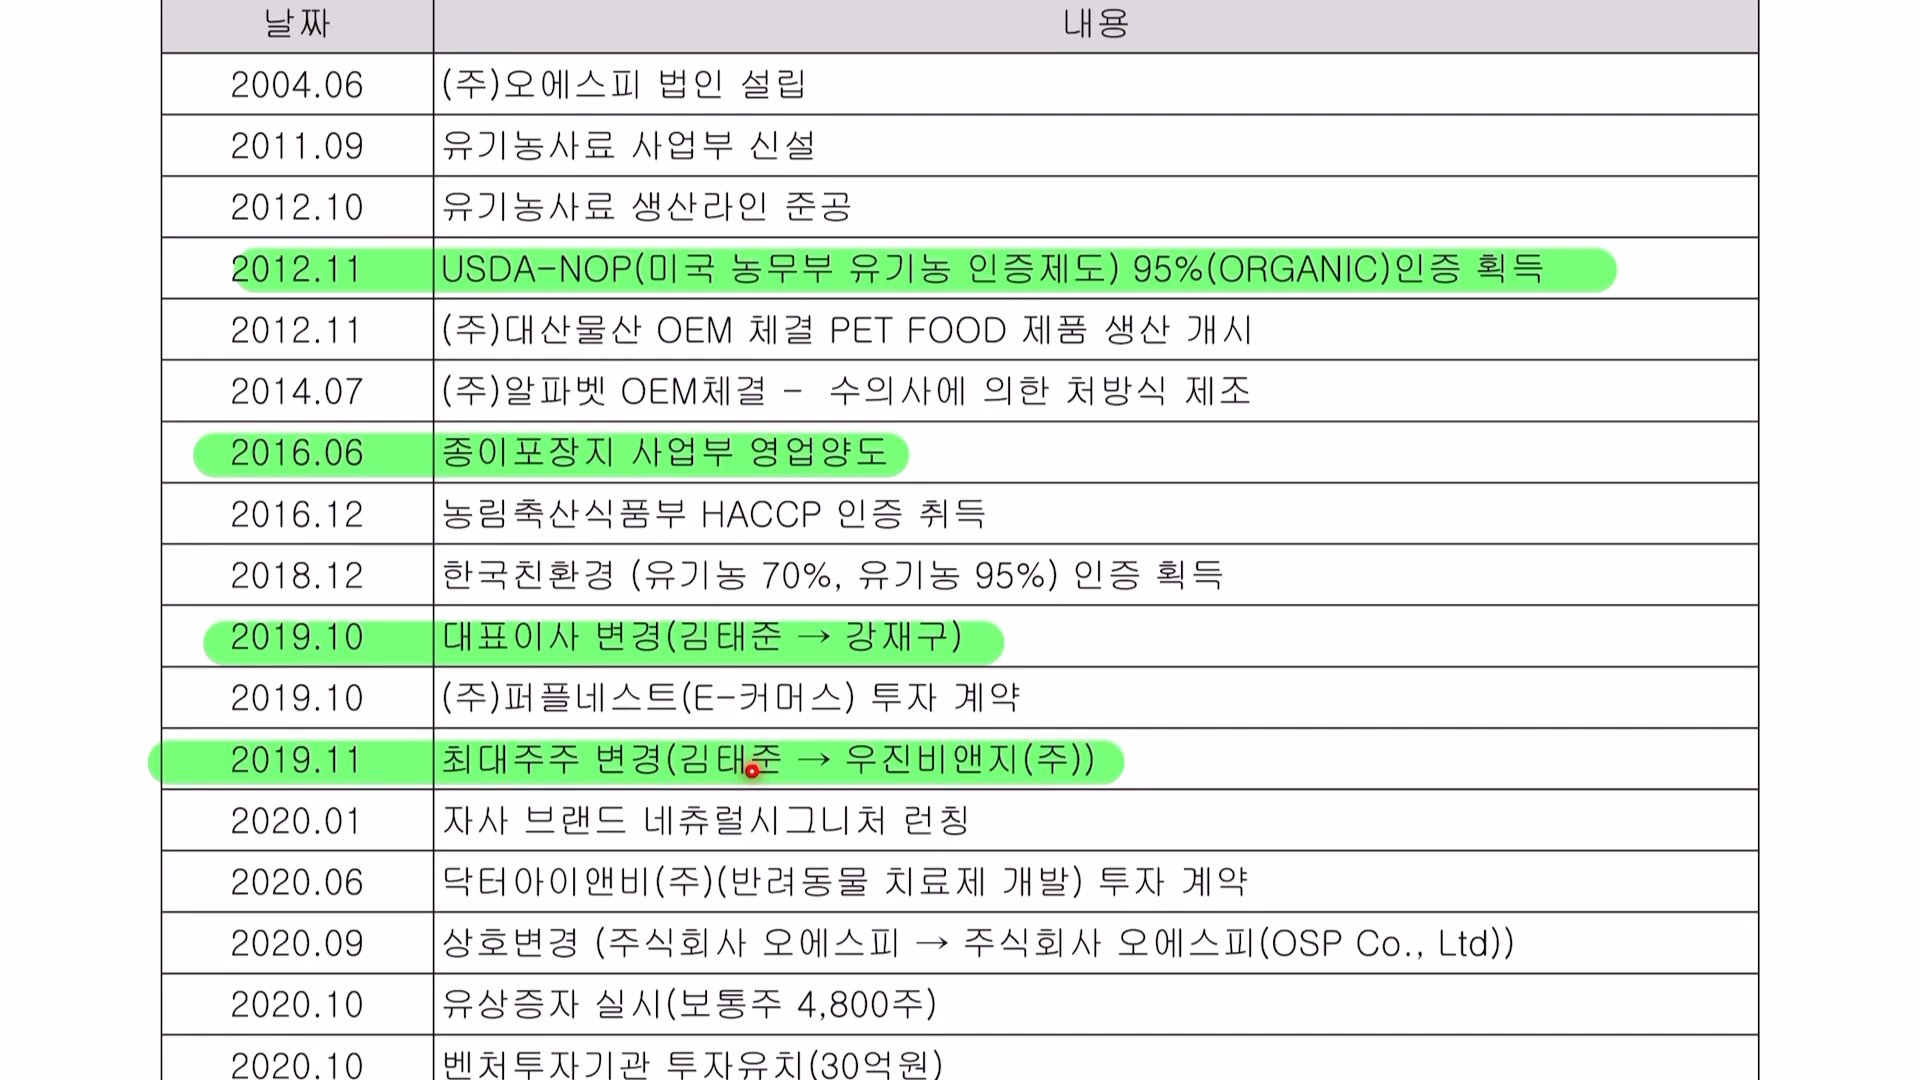 날짜 내용
2004.06 (주)오에스피 법인 설립
2011.09 유기농사료 사업부 신설
2012.10 유기농사료 생산라인 준공
2012.11 USDA-NOP(미국 농무부 유기농 인증제도) 95%(ORGANIC)인증 획득
2012.11 (주)대산물산 OEM 체결 PET FOOD 제품 생산 개시
2014.07 (주)알파벳 OEM체결 - 수의사에 의한 처방식 제조
2016.06 종이포장지 사업부 영업양도
2016.12 농림축산식품부 HACCP 인증 취득
2018.12 한국친환경 (유기농 70%, 유기농 95%) 인증 획득
2019.10 대표이사 변경(김태준 → 강재구)
2019.10 (주)퍼플네스트(E-커머스) 투자 계약
2019.11 최대주주 변경(김태준 → 우진비앤지(주))
2020.01 자사 브랜드 네츄럴시그니처 런칭
2020.06 닥터아이앤비(주)(반려동물 치료제 개발) 투자 계약
2020.09 상호변경 (주식회사 오에스피 → 주식회사 오에스피(OSP Co., Ltd))
2020.10 유상증자 실시(보통주 4,800주)
2020.10 벤처투자기관 투자유치(30억원)